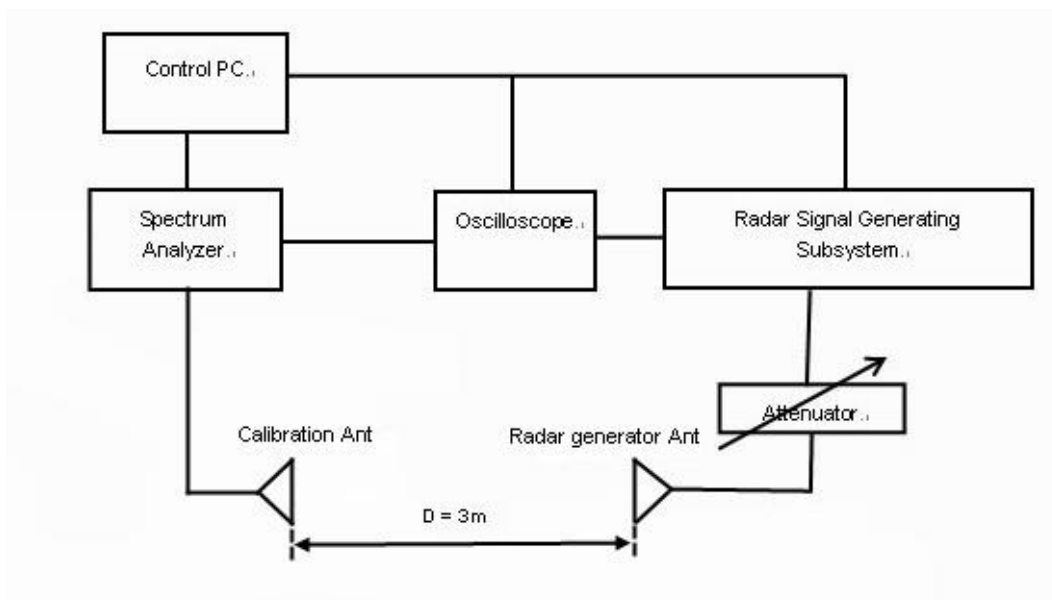 Control PC.
Spectrum
Analyzer.
Oscilloscope.
Radar Signal Generating
Subsystem.
Attenuator.
Calibration Ant
Radar generator Ant
D = 3m